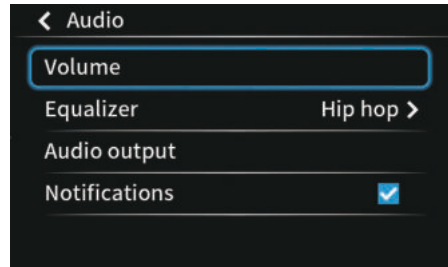 Audio
Volume
Equalizer Hip hop
Audio output
Notifications